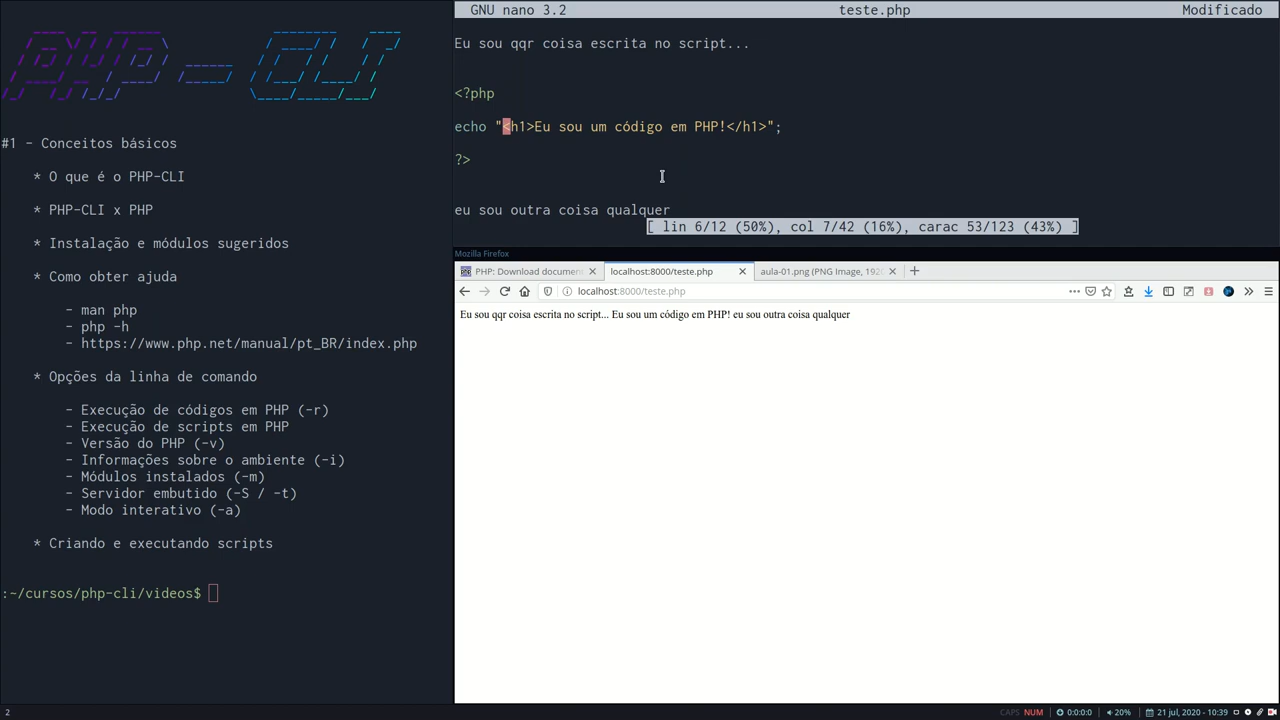 PHP-CLI
#1 - Conceitos básicos
* O que é o PHP-CLI
* PHP-CLI x PHP
* Instalação e módulos sugeridos
* Como obter ajuda
- man php
- php -h
- https://www.php.net/manual/pt_BR/index.php
* Opções da linha de comando
- Execução de códigos em PHP (-r)
- Execução de scripts em PHP
- Versão do PHP (-v)
- Informações sobre o ambiente (-i)
- Módulos instalados (-m)
- Servidor embutido (-S / -t)
- Modo interativo (-a)
* Criando e executando scripts
:~/cursos/php-cli/videos$
GNU nano 3.2 teste.php Modificado
Eu sou qqr coisa escrita no script...
<?php
echo "<h1>Eu sou um código em PHP!</h1>";
?>
eu sou outra coisa qualquer
[ lin 6/12 (50%), col 7/42 (16%), carac 53/123 (43%) ]
Mozilla Firefox
PHP: Download documen localhost:8000/teste.php aula-01.png (PNG Image, 192
localhost:8000/teste.php
Eu sou qqr coisa escrita no script... Eu sou um código em PHP! eu sou outra coisa qualquer
2 CAPS NUM 0:0:0:0 20% 21 jul, 2020 - 10:39